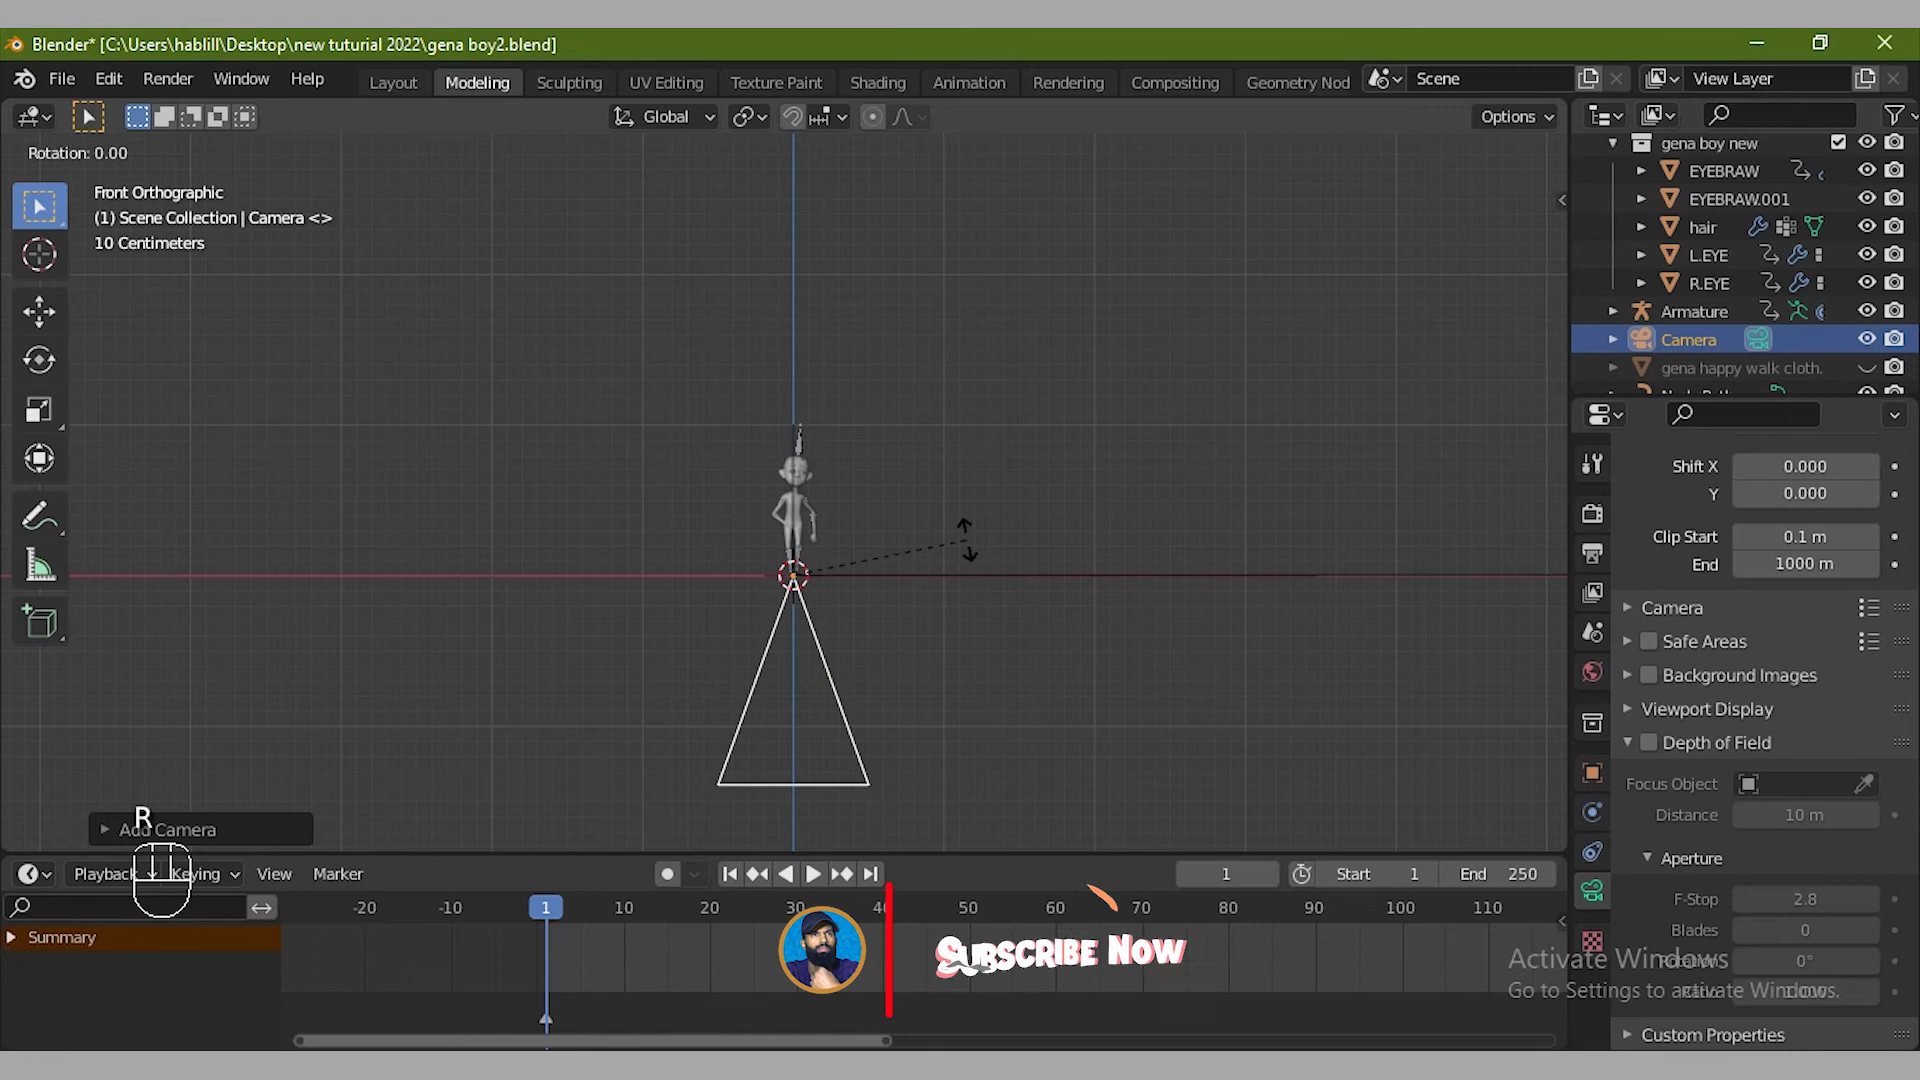 Blender* [C:\Users\hablill\Desktop\new tuturial 2022\gena boy2.blend]
File Edit Render Window Help
Layout Modeling Sculpting UV Editing Texture Paint Shading Animation Rendering Compositing Geometry Nod
Scene
View Layer
Global
Options
Rotation: 0.00
Front Orthographic
(1) Scene Collection | Camera <>
10 Centimeters
gena boy new
EYEBRAW
EYEBRAW.001
hair
L.EYE
R.EYE
Armature
Camera
gena happy walk cloth.
Shift X 0.000
Y 0.000
Clip Start 0.1 m
End 1000 m
Camera
Safe Areas
Background Images
Viewport Display
Depth of Field
Focus Object
Distance 10 m
Aperture
F-Stop 2.8
Blades 0
0°
Custom Properties
R
Add Camera
Playback Keying View Marker
1
Start 1 End 250
-20 -10 1 10 20 30 50 60 70 80 90 100 110
Summary
Subscribe Now
Activate Windows
Go to Settings to activate Windows.